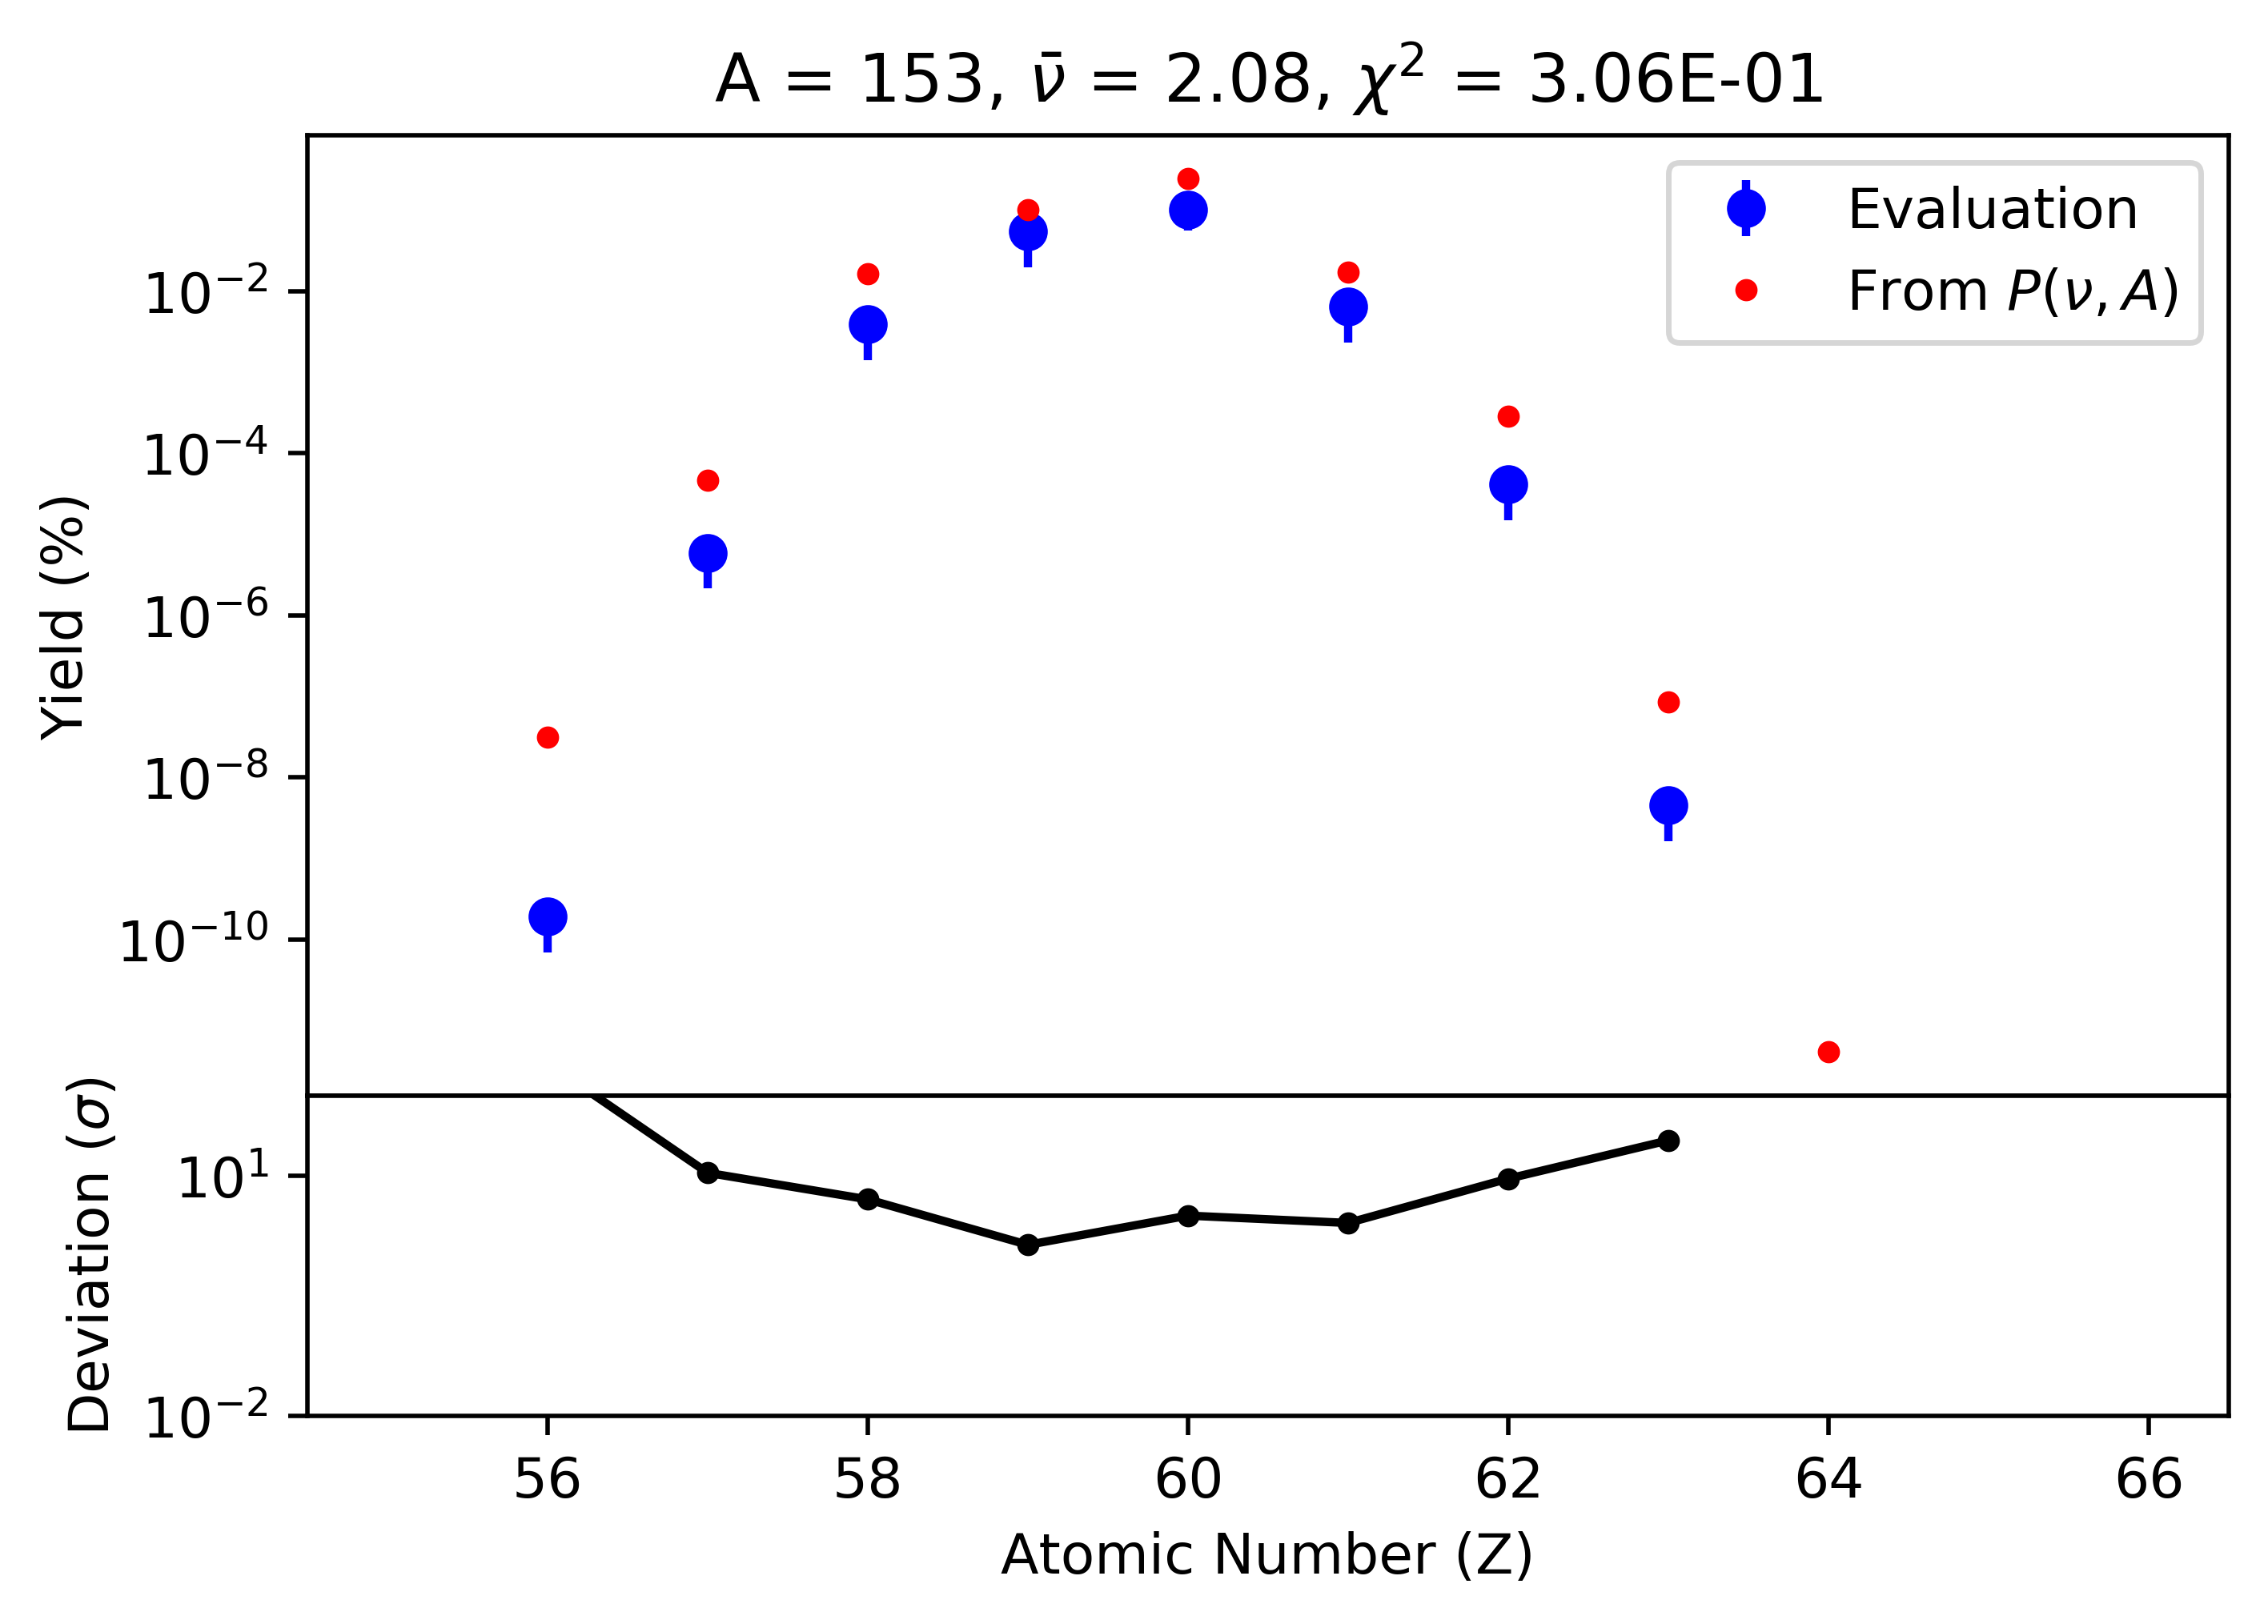 A = 153, ν̄ = 2.08, χ² = 3.06E-01
Evaluation
From P(ν, A)
Yield (%)
10⁻²
10⁻⁴
10⁻⁶
10⁻⁸
10⁻¹⁰
Deviation (σ)
10¹
10⁻²
56 58 60 62 64 66
Atomic Number (Z)